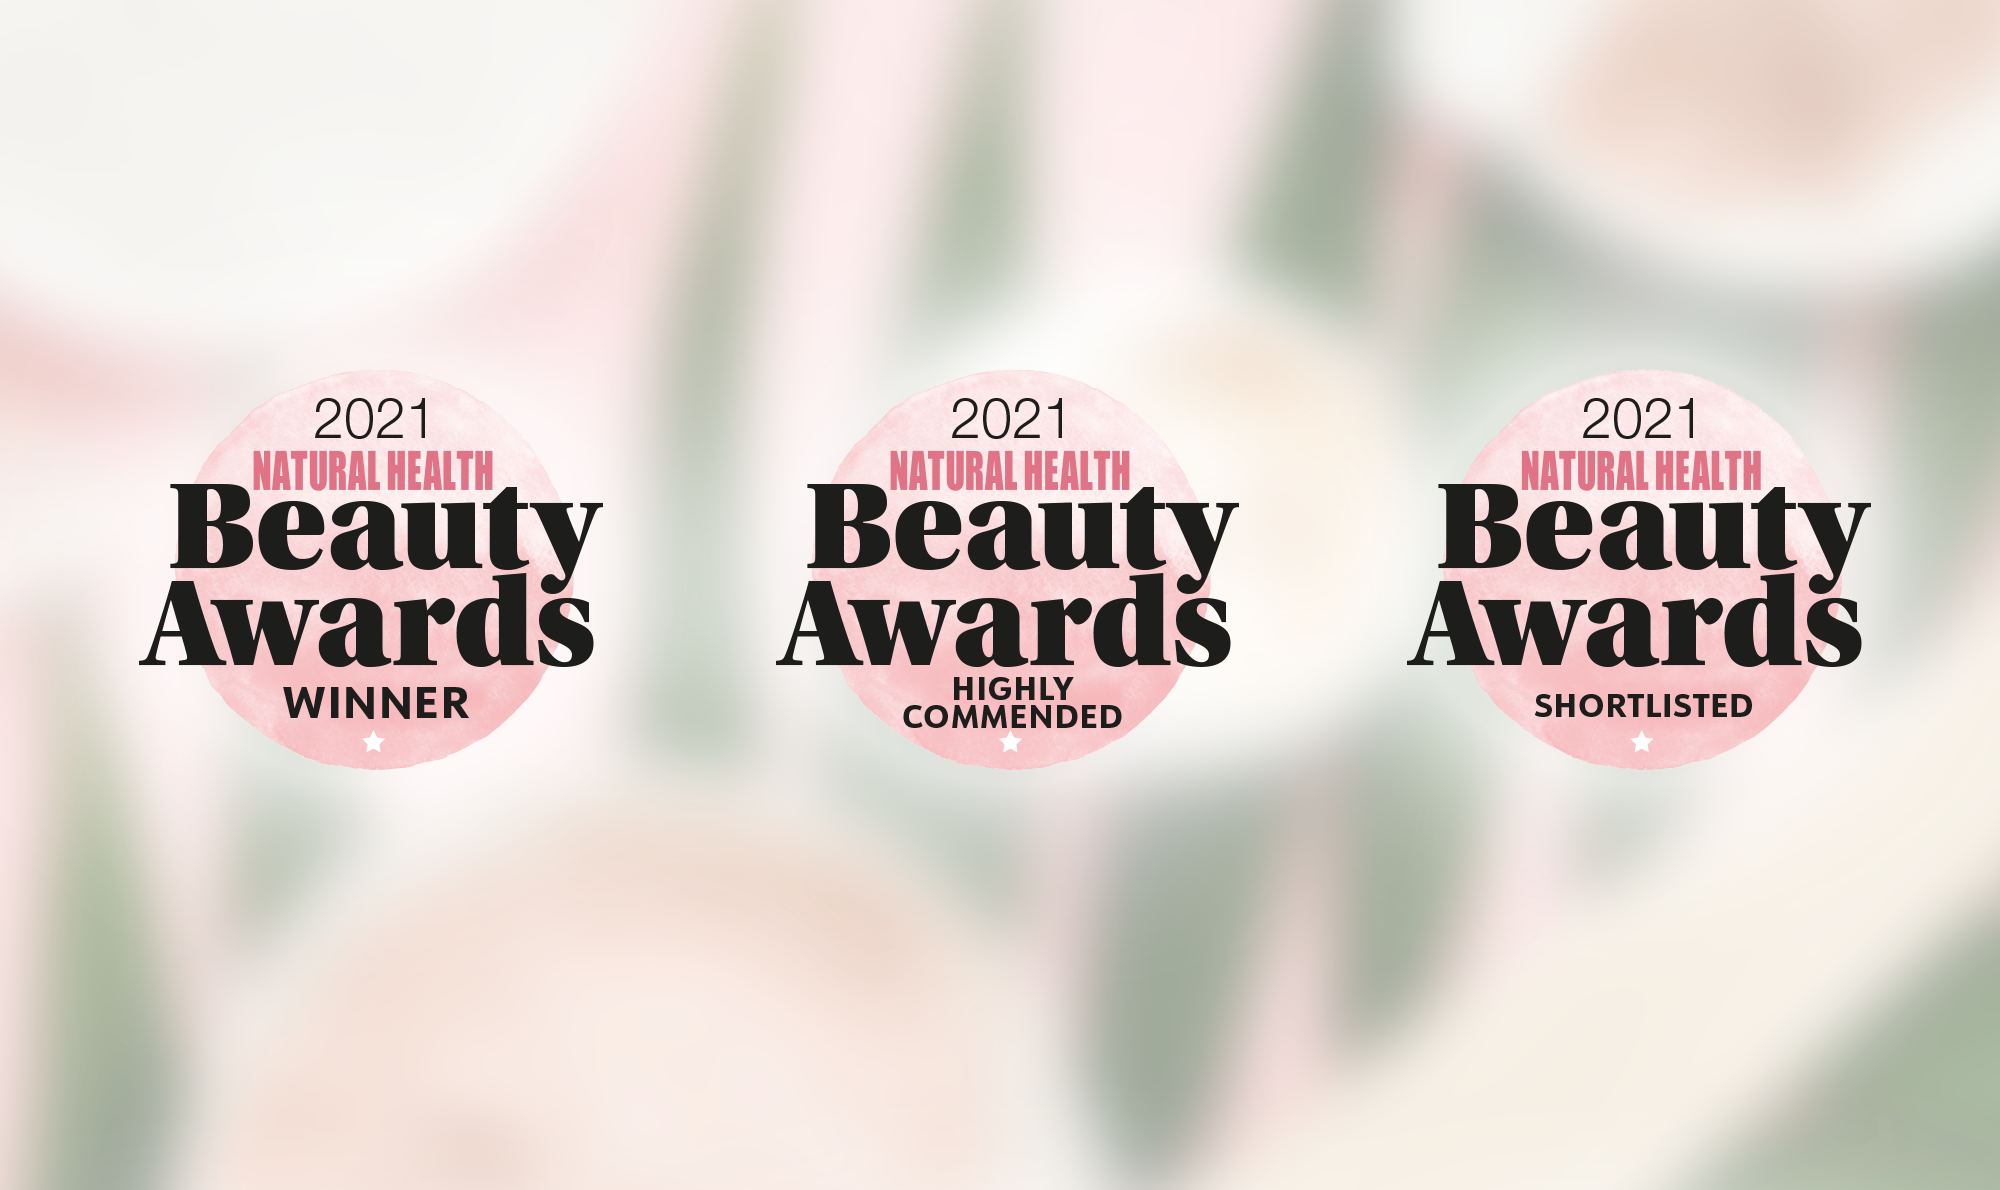 2021
NATURAL HEALTH
Beauty
Awards
WINNER
2021
NATURAL HEALTH
Beauty
Awards
HIGHLY
COMMENDED
2021
NATURAL HEALTH
Beauty
Awards
SHORTLISTED